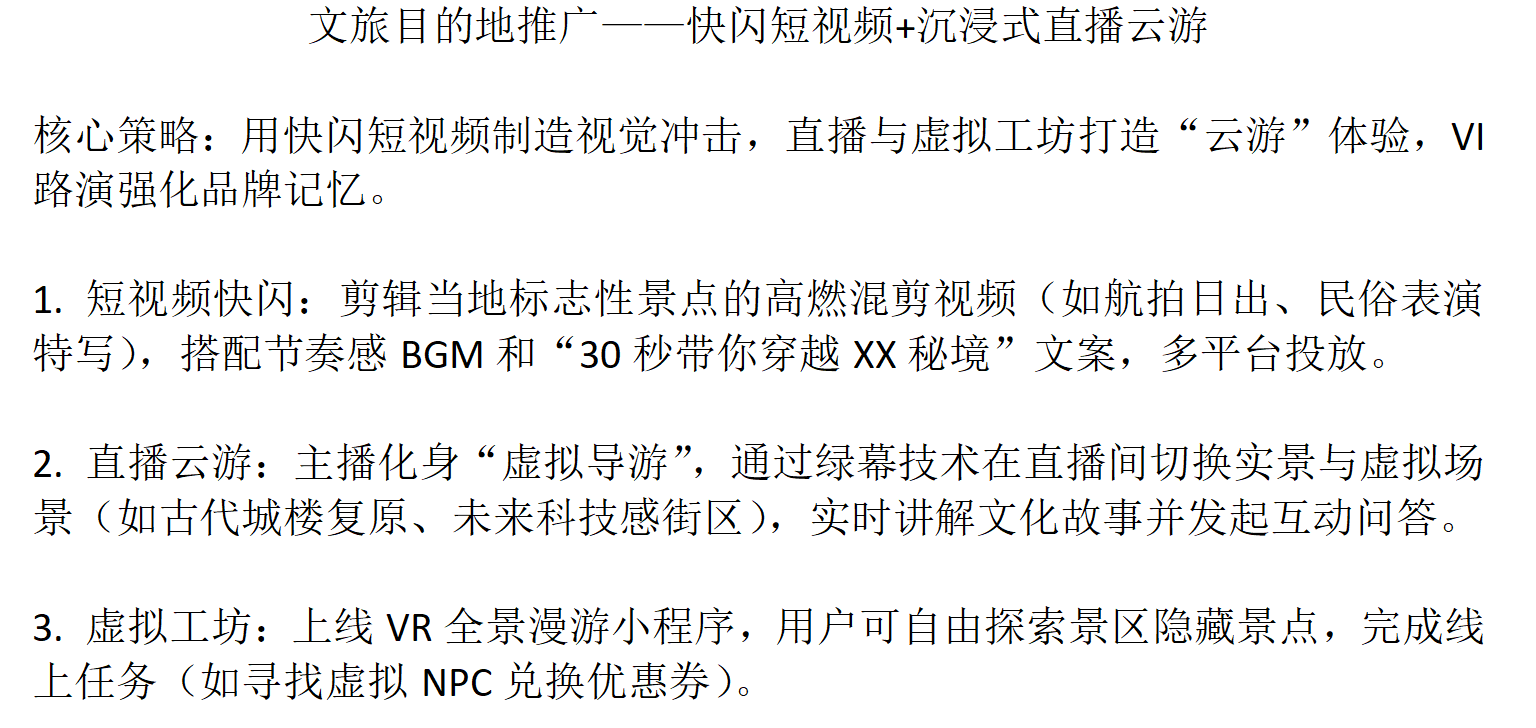 文旅目的地推广——快闪短视频+沉浸式直播云游
核心策略：用快闪短视频制造视觉冲击，直播与虚拟工坊打造“云游”体验，VI
路演强化品牌记忆。
1. 短视频快闪：剪辑当地标志性景点的高燃混剪视频（如航拍日出、民俗表演
特写），搭配节奏感 BGM 和“30 秒带你穿越 XX 秘境”文案，多平台投放。
2. 直播云游：主播化身“虚拟导游”，通过绿幕技术在直播间切换实景与虚拟场
景（如古代城楼复原、未来科技感街区），实时讲解文化故事并发起互动问答。
3. 虚拟工坊：上线 VR 全景漫游小程序，用户可自由探索景区隐藏景点，完成线
上任务（如寻找虚拟 NPC 兑换优惠券）。